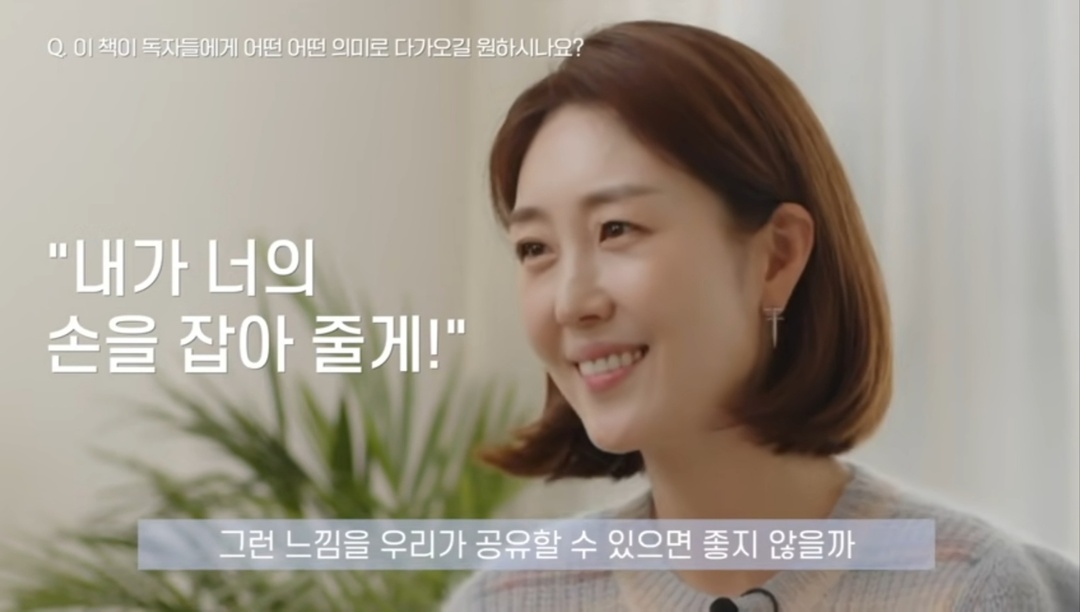 Q. 이 책이 독자들에게 어떤 어떤 의미로 다가오길 원하시나요?
"내가 너의
손을 잡아 줄게!"
그런 느낌을 우리가 공유할 수 있으면 좋지 않을까